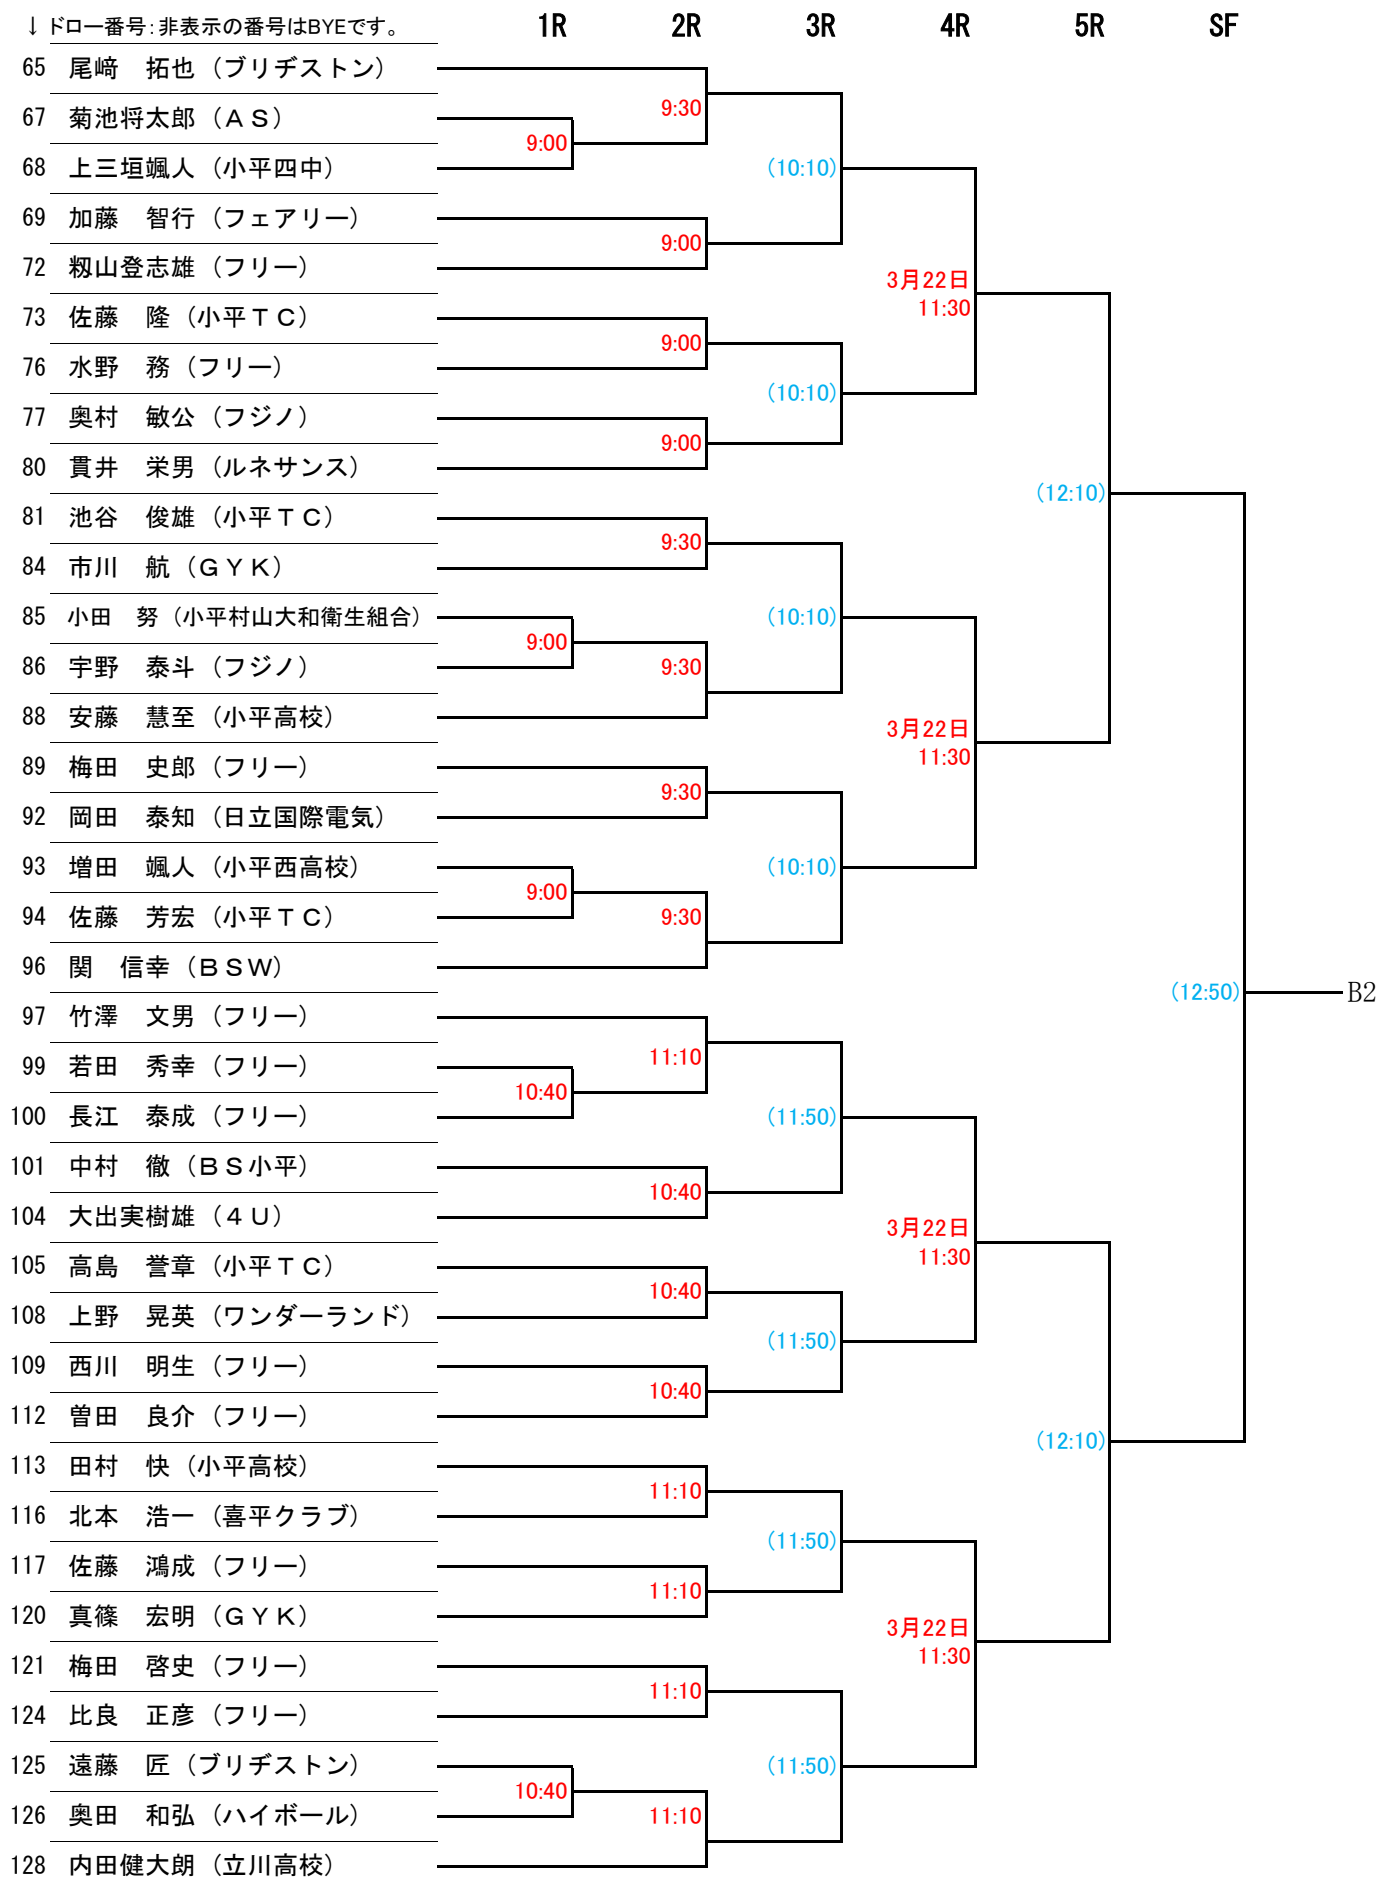 ↓ドロー番号：非表示の番号はBYEです。 1R 2R 3R 4R 5R SF
65 尾﨑　拓也（ブリヂストン）
9:30
67 菊池将太郎（ＡＳ）
9:00
68 上三垣颯人（小平四中） (10:10)
69 加藤　智行（フェアリー）
9:00
72 籾山登志雄（フリー）
3月22日
11:30
73 佐藤　隆（小平ＴＣ）
9:00
76 水野　務（フリー）
(10:10)
77 奥村　敏公（フジノ）
9:00
80 貫井　栄男（ルネサンス）
(12:10)
81 池谷　俊雄（小平ＴＣ）
9:30
84 市川　航（ＧＹＫ）
85 小田　努（小平村山大和衛生組合） (10:10)
9:00
86 宇野　泰斗（フジノ） 9:30
88 安藤　慧至（小平高校）
3月22日
11:30
89 梅田　史郎（フリー）
9:30
92 岡田　泰知（日立国際電気）
93 増田　颯人（小平西高校） (10:10)
9:00
94 佐藤　芳宏（小平ＴＣ） 9:30
96 関　信幸（ＢＳＷ）
(12:50) B2
97 竹澤　文男（フリー）
11:10
99 若田　秀幸（フリー）
10:40
100 長江　泰成（フリー） (11:50)
101 中村　徹（ＢＳ小平）
10:40
104 大出実樹雄（４Ｕ）
3月22日
11:30
105 高島　誉章（小平ＴＣ）
10:40
108 上野　晃英（ワンダーランド）
(11:50)
109 西川　明生（フリー）
10:40
112 曽田　良介（フリー）
(12:10)
113 田村　快（小平高校）
11:10
116 北本　浩一（喜平クラブ）
(11:50)
117 佐藤　鴻成（フリー）
11:10
120 真篠　宏明（ＧＹＫ）
3月22日
11:30
121 梅田　啓史（フリー）
11:10
124 比良　正彦（フリー）
125 遠藤　匠（ブリヂストン） (11:50)
10:40
126 奥田　和弘（ハイボール） 11:10
128 内田健大朗（立川高校）